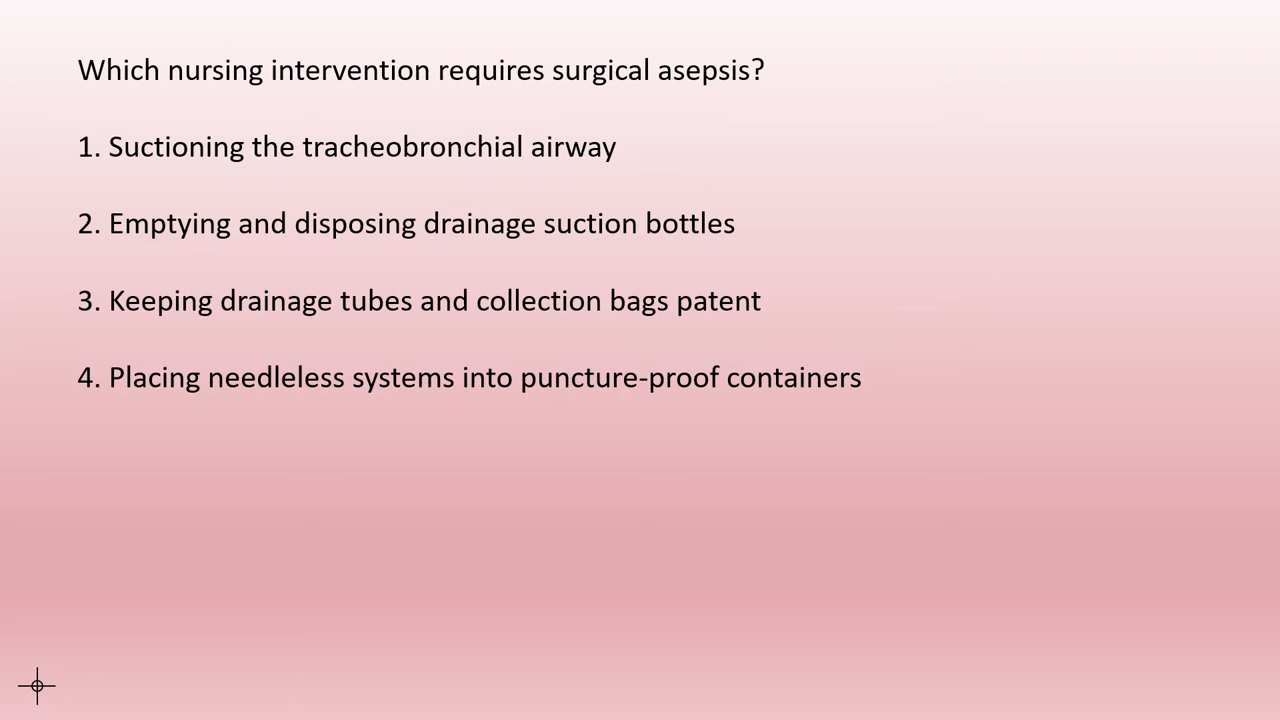 Which nursing intervention requires surgical asepsis?
1. Suctioning the tracheobronchial airway
2. Emptying and disposing drainage suction bottles
3. Keeping drainage tubes and collection bags patent
4. Placing needleless systems into puncture-proof containers